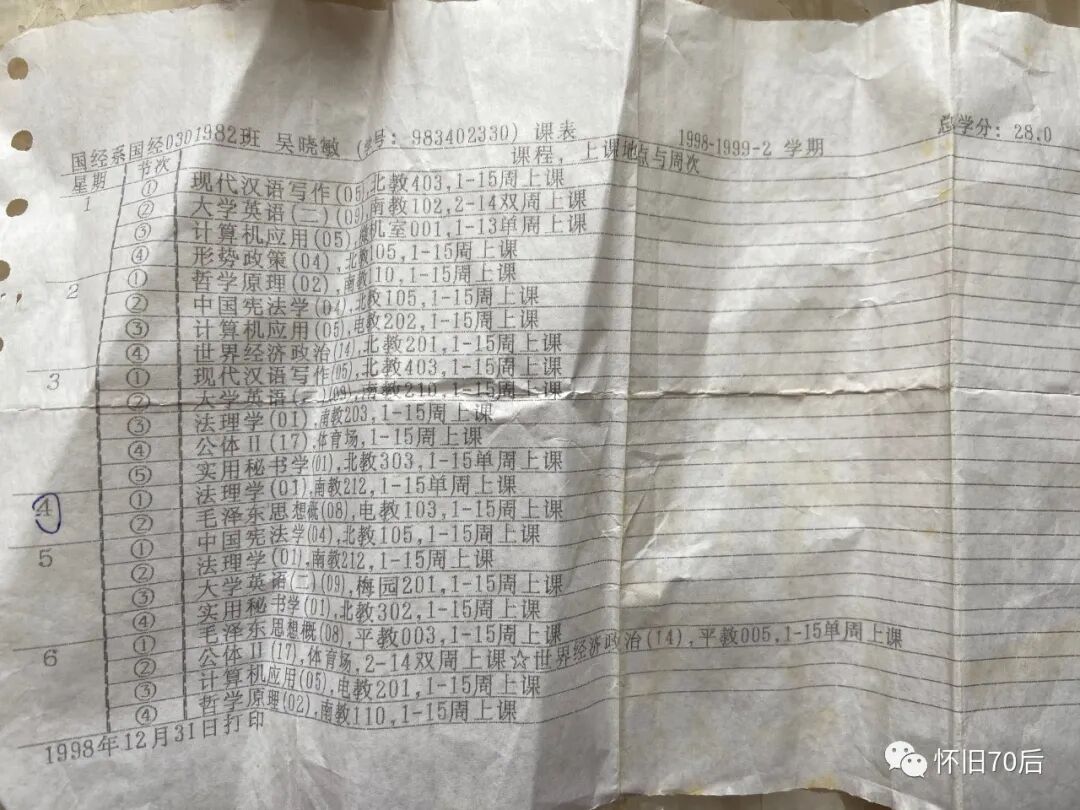 国经系国经0301982班 吴晓敏 (学号: 983402330) 课表 1998-1999-2 学期 总学分: 28.0
星期 节次 课程, 上课地点与周次
1 ① 现代汉语写作(05),北教403,1-15周上课
② 大学英语(二)(09),南教102,2-14双周上课
③ 计算机应用(05),机室001,1-13单周上课
④ 形势政策(04),北教105,1-15周上课
2 ① 哲学原理(02),南教110,1-15周上课
② 中国宪法学(04),北教105,1-15周上课
③ 计算机应用(05),电教202,1-15周上课
④ 世界经济政治(14),北教201,1-15周上课
3 ① 现代汉语写作(05),北教403,1-15周上课
② 大学英语(二)(09),南教210,1-15周上课
③ 法理学(01),南教203,1-15周上课
④ 公体II(17),体育场,1-15周上课
⑤ 实用秘书学(01),北教303,1-15单周上课
4 ① 法理学(01),南教212,1-15单周上课
② 毛泽东思想概(08),电教103,1-15周上课
5 ① 中国宪法学(04),北教105,1-15周上课
② 法理学(01),南教212,1-15周上课
③ 大学英语(二)(09),梅园201,1-15周上课
④ 实用秘书学(01),北教302,1-15周上课
6 ① 毛泽东思想概(08),平教003,1-15周上课
② 公体II(17),体育场,2-14双周上课☆世界经济政治(14),平教005,1-15单周上课
③ 计算机应用(05),电教201,1-15周上课
④ 哲学原理(02),南教110,1-15周上课
1998年12月31日打印
怀旧70后